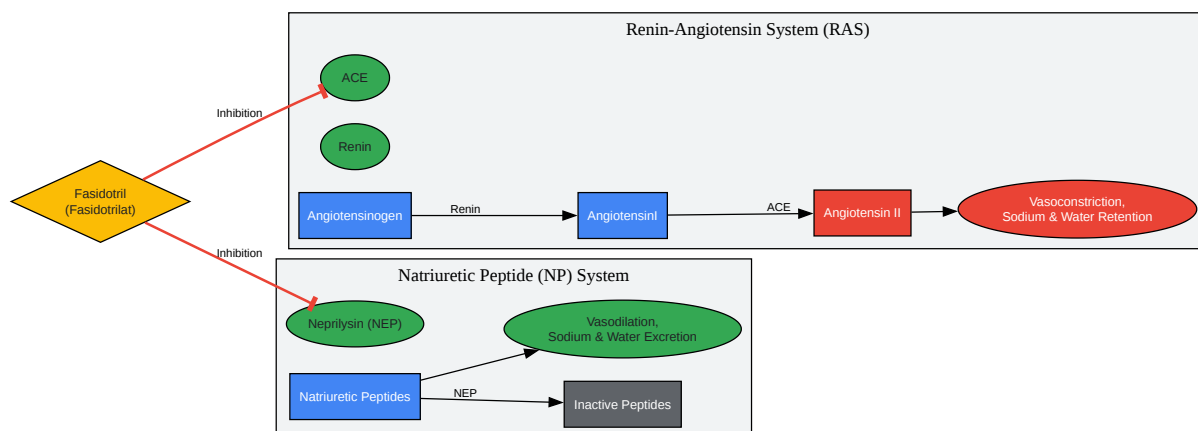 Renin-Angiotensin System (RAS)
ACE
Inhibition
Renin
Fasidotril
(Fasidotrilat)
Angiotensinogen
Renin
AngiotensinI
ACE
Angiotensin II
Vasoconstriction,
Sodium & Water Retention
Inhibition
Natriuretic Peptide (NP) System
Neprilysin (NEP)
Vasodilation,
Sodium & Water Excretion
Natriuretic Peptides
NEP
Inactive Peptides